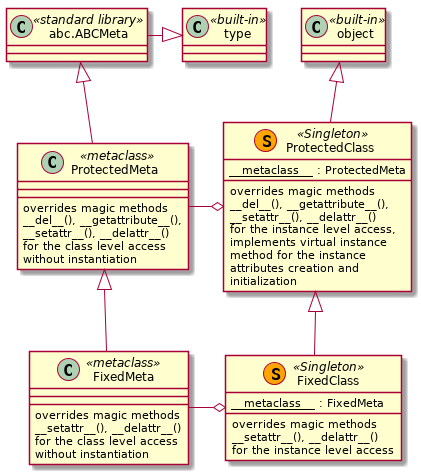 C «standard library»
abc.ABCMeta
C «built-in»
type
C «built-in»
object
C «metaclass»
ProtectedMeta
overrides magic methods
__del__(), __getattribute__(),
__setattr__(), __delattr__()
for the class level access
without instantiation
S «Singleton»
ProtectedClass
__metaclass__ : ProtectedMeta
overrides magic methods
__del__(), __getattribute__(),
__setattr__(), __delattr__()
for the instance level access,
implements virtual instance
method for the instance
attributes creation and
initialization
C «metaclass»
FixedMeta
overrides magic methods
__setattr__(), __delattr__()
for the class level access
without instantiation
S «Singleton»
FixedClass
__metaclass__ : FixedMeta
overrides magic methods
__setattr__(), __delattr__()
for the instance level access